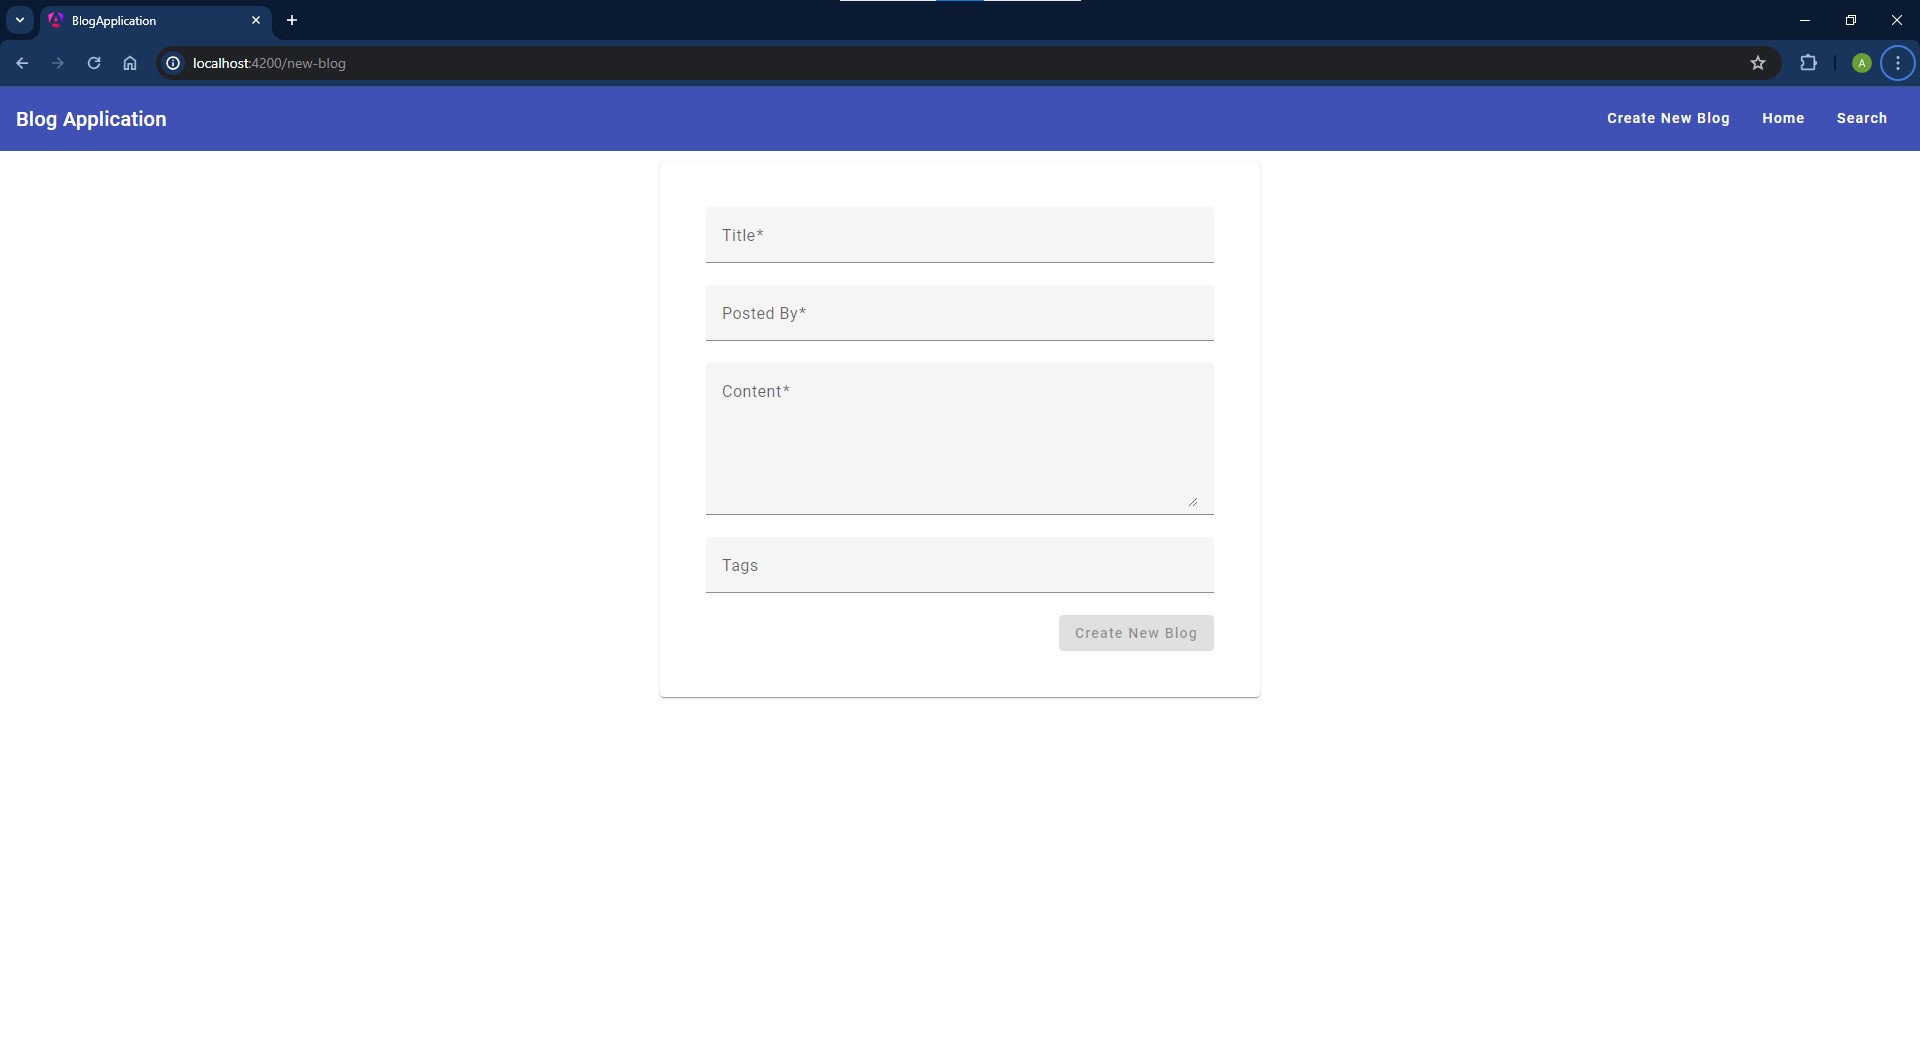 BlogApplication
localhost:4200/new-blog
A
Blog Application
Create New Blog Home Search
Title*
Posted By*
Content*
Tags
Create New Blog